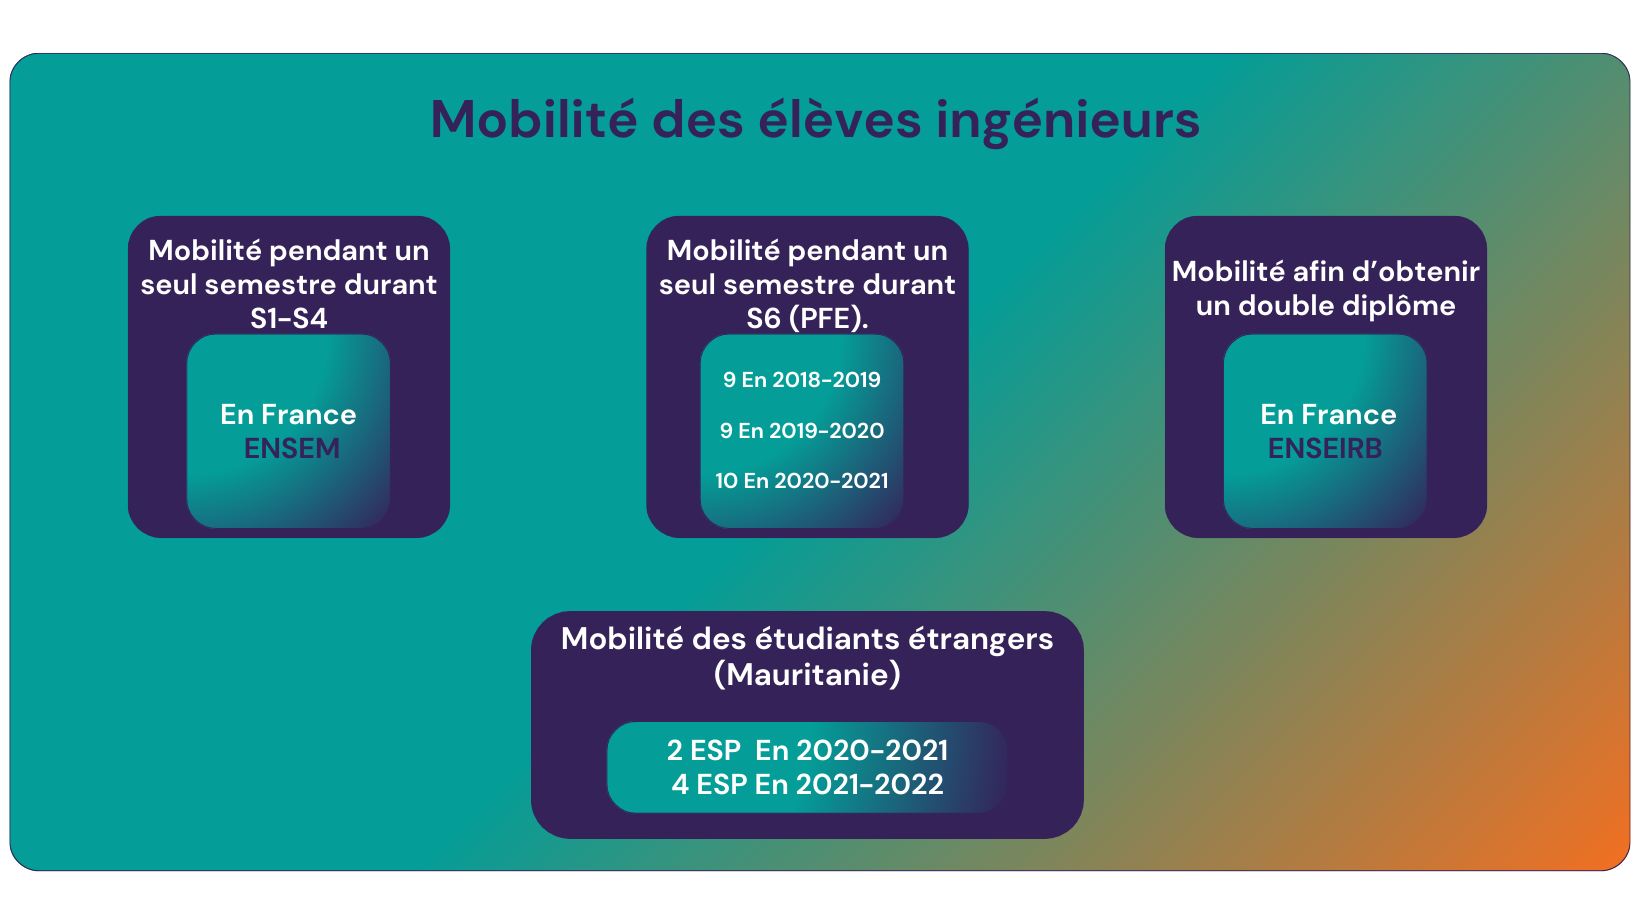 Mobilité des élèves ingénieurs
Mobilité pendant un
seul semestre durant
S1-S4
En France
ENSEM
Mobilité pendant un
seul semestre durant
S6 (PFE).
9 En 2018-2019
9 En 2019-2020
10 En 2020-2021
Mobilité afin d’obtenir
un double diplôme
En France
ENSEIRB
Mobilité des étudiants étrangers
(Mauritanie)
2 ESP  En 2020-2021
4 ESP En 2021-2022